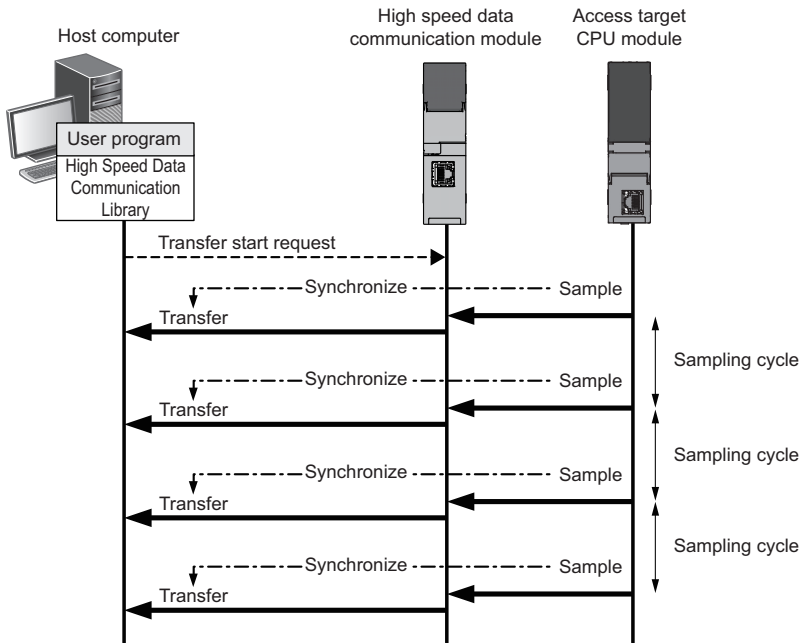 Host computer
High speed data
communication module
Access target
CPU module
User program
High Speed Data
Communication
Library
Transfer start request
Synchronize
Sample
Transfer
Sampling cycle
Synchronize
Sample
Transfer
Sampling cycle
Synchronize
Sample
Transfer
Sampling cycle
Synchronize
Sample
Transfer